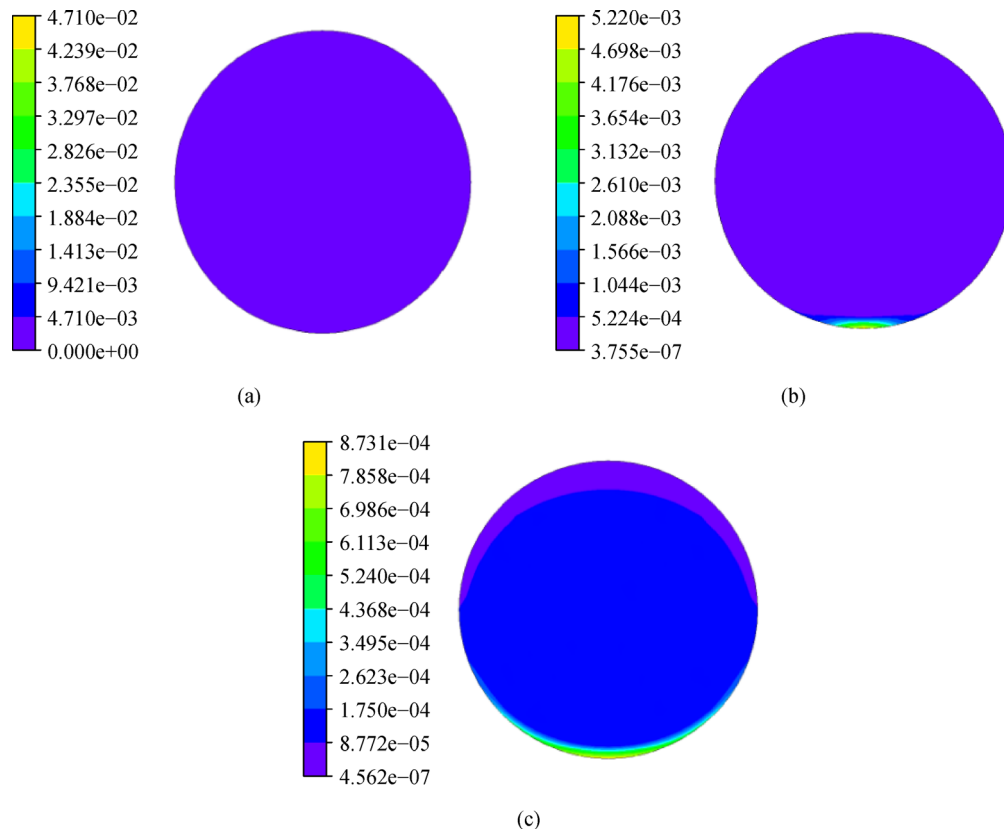 4.710e−02
4.239e−02
3.768e−02
3.297e−02
2.826e−02
2.355e−02
1.884e−02
1.413e−02
9.421e−03
4.710e−03
0.000e+00
(a)
5.220e−03
4.698e−03
4.176e−03
3.654e−03
3.132e−03
2.610e−03
2.088e−03
1.566e−03
1.044e−03
5.224e−04
3.755e−07
(b)
8.731e−04
7.858e−04
6.986e−04
6.113e−04
5.240e−04
4.368e−04
3.495e−04
2.623e−04
1.750e−04
8.772e−05
4.562e−07
(c)